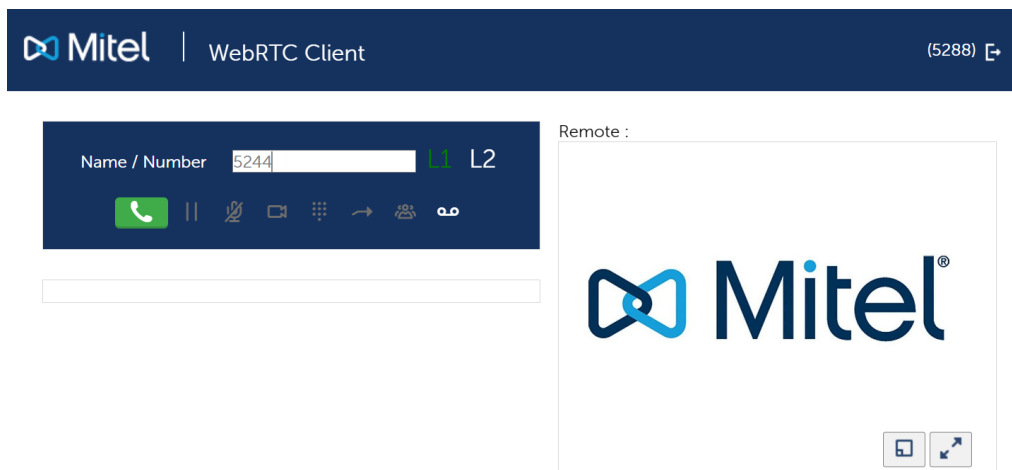 Mitel | WebRTC Client (5288)
Name / Number 5244 L1 L2
Remote :
Mitel®